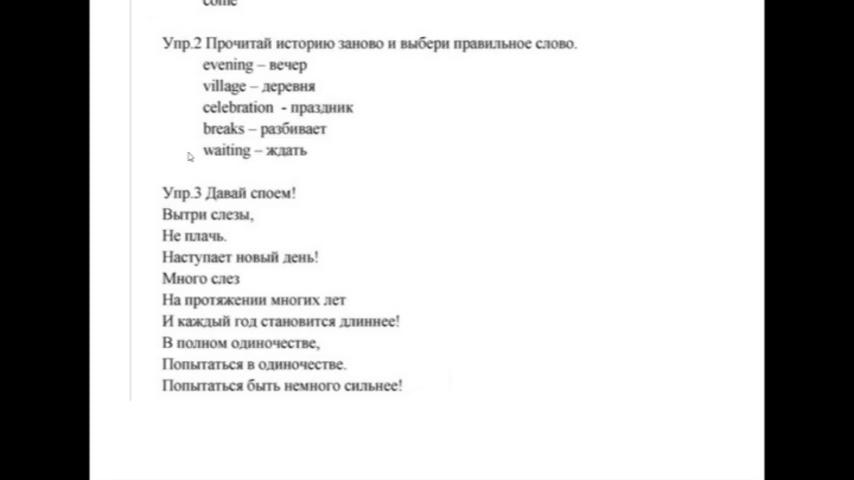 come
Упр.2 Прочитай историю заново и выбери правильное слово.
evening – вечер
village – деревня
celebration - праздник
breaks – разбивает
waiting – ждать
Упр.3 Давай споем!
Вытри слезы,
Не плачь.
Наступает новый день!
Много слез
На протяжении многих лет
И каждый год становится длиннее!
В полном одиночестве,
Попытаться в одиночестве.
Попытаться быть немного сильнее!